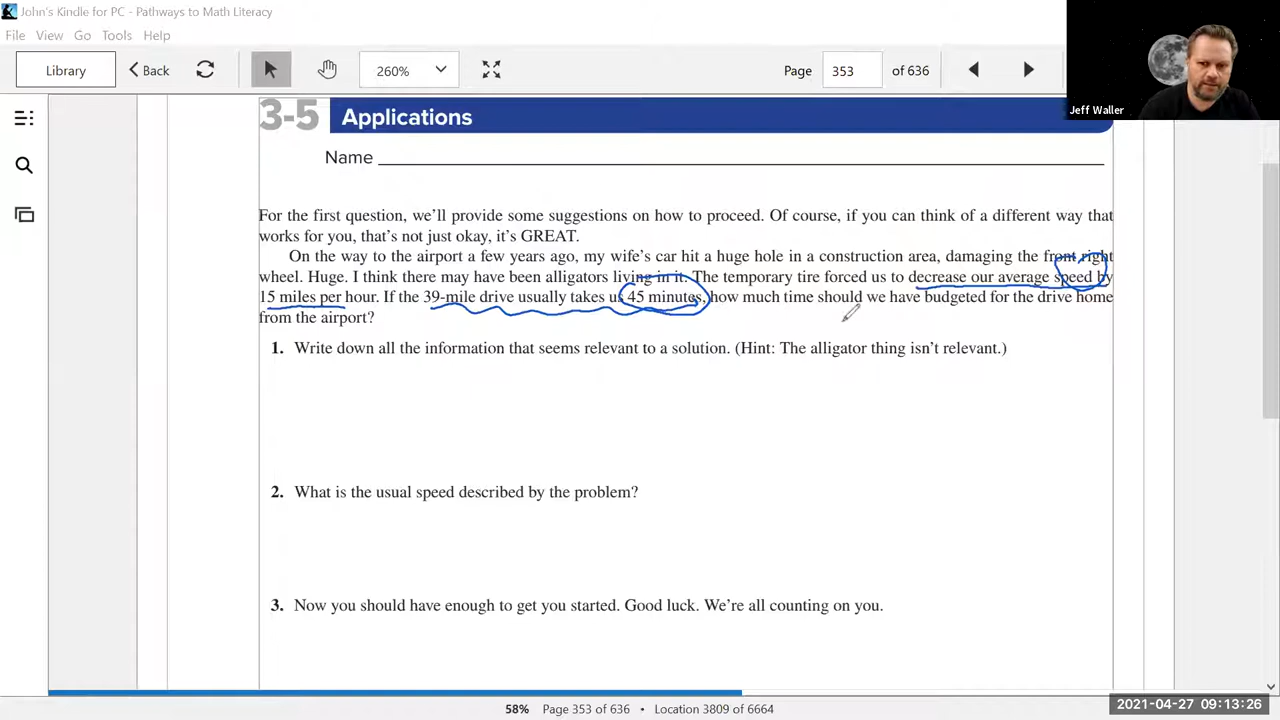 John's Kindle for PC - Pathways to Math Literacy
File View Go Tools Help
Library Back 260% Page 353 of 636
Jeff Waller
3-5 Applications
Name
For the first question, we'll provide some suggestions on how to proceed. Of course, if you can think of a different way that
works for you, that's not just okay, it's GREAT.
On the way to the airport a few years ago, my wife's car hit a huge hole in a construction area, damaging the front right
wheel. Huge. I think there may have been alligators living in it. The temporary tire forced us to decrease our average speed by
15 miles per hour. If the 39-mile drive usually takes us 45 minutes, how much time should we have budgeted for the drive home
from the airport?
1. Write down all the information that seems relevant to a solution. (Hint: The alligator thing isn't relevant.)
2. What is the usual speed described by the problem?
3. Now you should have enough to get you started. Good luck. We're all counting on you.
58% Page 353 of 636 • Location 3809 of 6664
2021-04-27 09:13:26